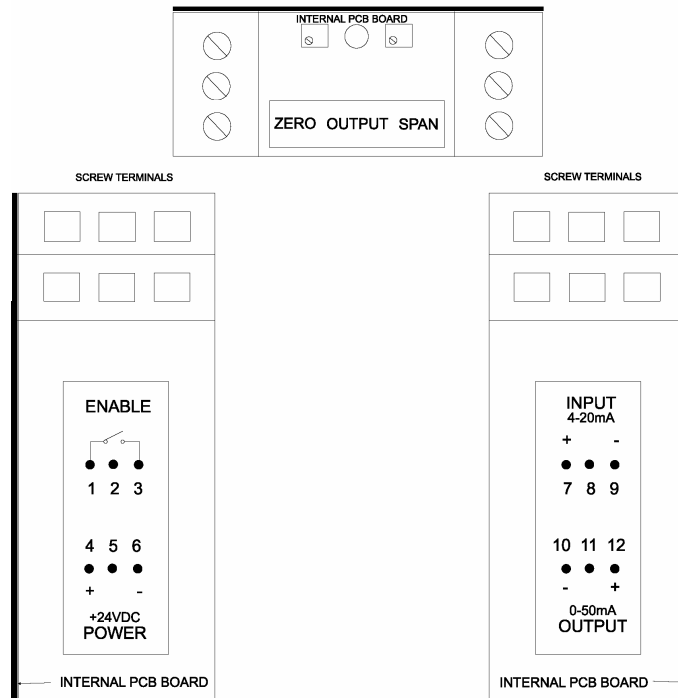 INTERNAL PCB BOARD
ZERO OUTPUT SPAN
SCREW TERMINALS
SCREW TERMINALS
ENABLE
1 2 3
4 5 6
+ -
+24VDC
POWER
INTERNAL PCB BOARD
INPUT
4-20mA
+ -
7 8 9
10 11 12
- +
0-50mA
OUTPUT
INTERNAL PCB BOARD